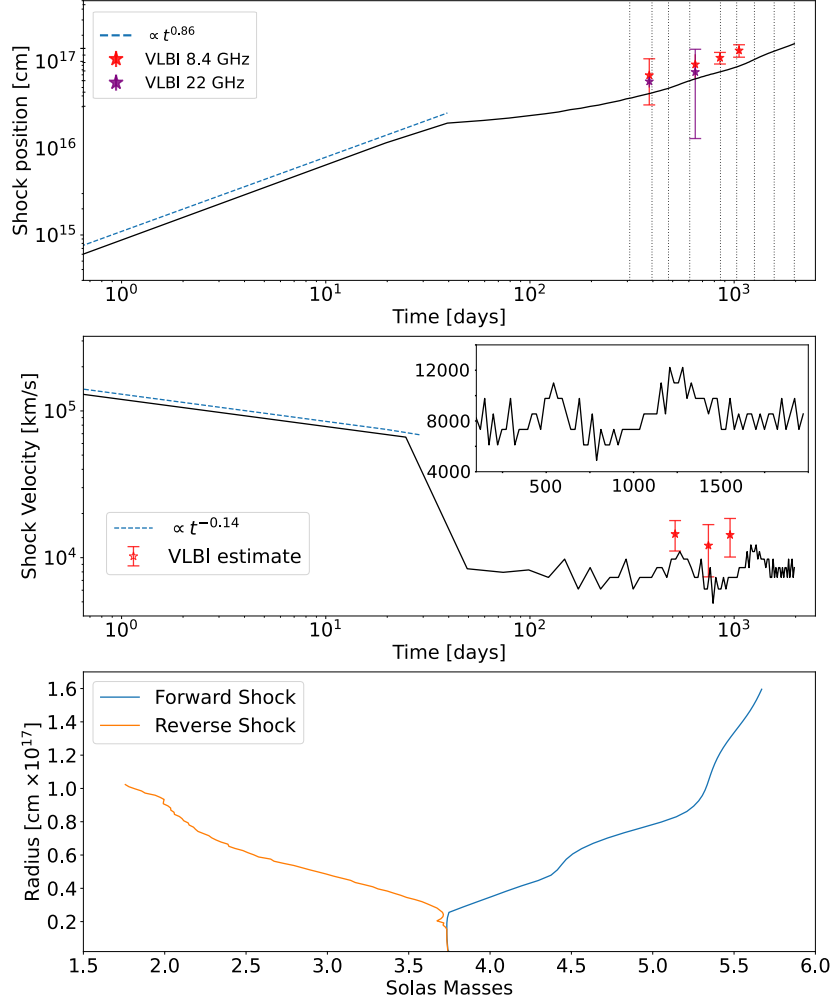 Shock position [cm]
10^17
10^16
10^15
∝ t^0.86
VLBI 8.4 GHz
VLBI 22 GHz
10^0 10^1 10^2 10^3
Time [days]
Shock Velocity [km/s]
10^5
10^4
12000
8000
4000
500 1000 1500
∝ t^−0.14
VLBI estimate
10^0 10^1 10^2 10^3
Time [days]
Radius [cm ×10^17]
1.6
1.4
1.2
1.0
0.8
0.6
0.4
0.2
Forward Shock
Reverse Shock
1.5 2.0 2.5 3.0 3.5 4.0 4.5 5.0 5.5 6.0
Solas Masses